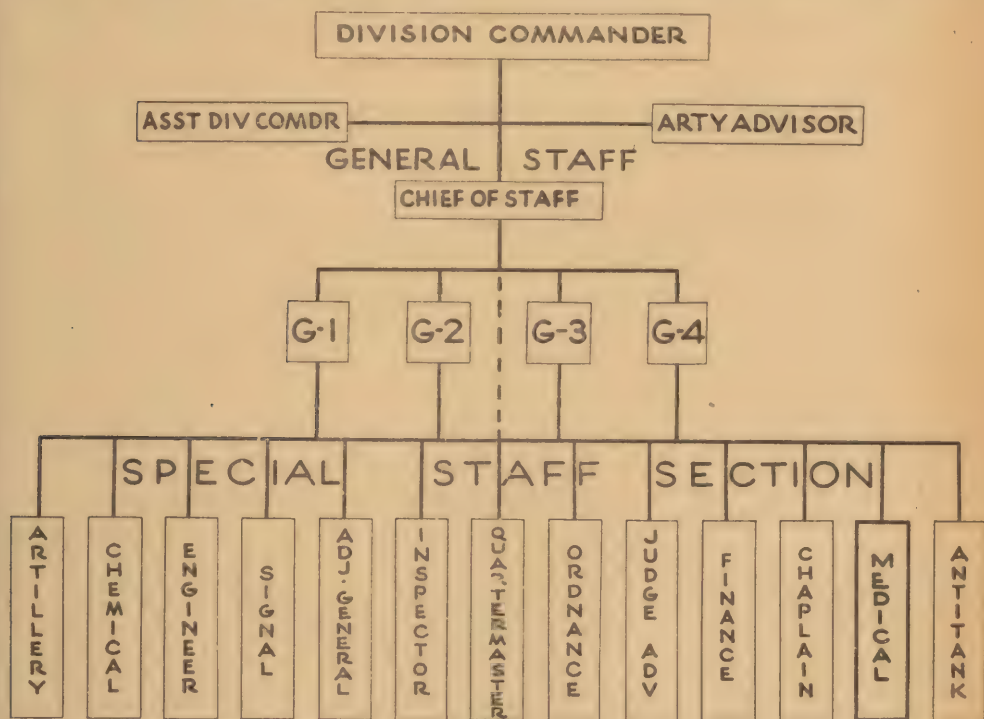 DIVISION COMMANDER
ASST DIV COMDR
ARTY ADVISOR
GENERAL STAFF
CHIEF OF STAFF
G-1
G-2
G-3
G-4
SPECIAL STAFF SECTION
ARTILLERY
CHEMICAL
ENGINEER
SIGNAL
ADJ·GENERAL
INSPECTOR
QUARTERMASTER
ORDNANCE
JUDGE ADV
FINANCE
CHAPLAIN
MEDICAL
ANTITANK